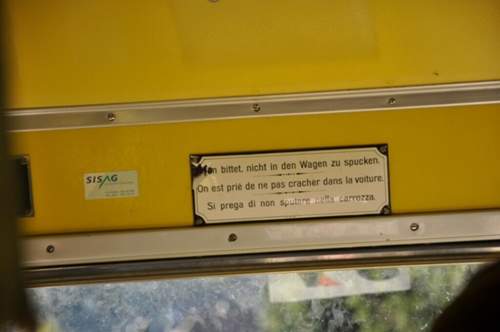 SISAG
bittet, nicht in den Wagen zu spucken.
On est prié de ne pas cracher dans la voiture.
Si prega di non sputare nella carrozza.